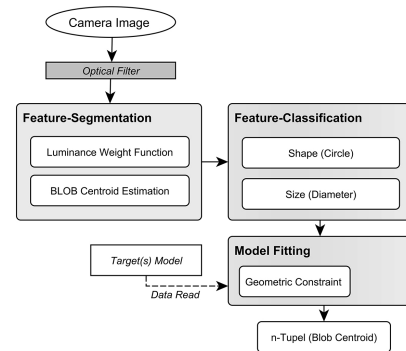 Camera Image
Optical Filter
Feature-Segmentation
Luminance Weight Function
BLOB Centroid Estimation
Feature-Classification
Shape (Circle)
Size (Diameter)
Target(s) Model
Data Read
Model Fitting
Geometric Constraint
n-Tupel (Blob Centroid)